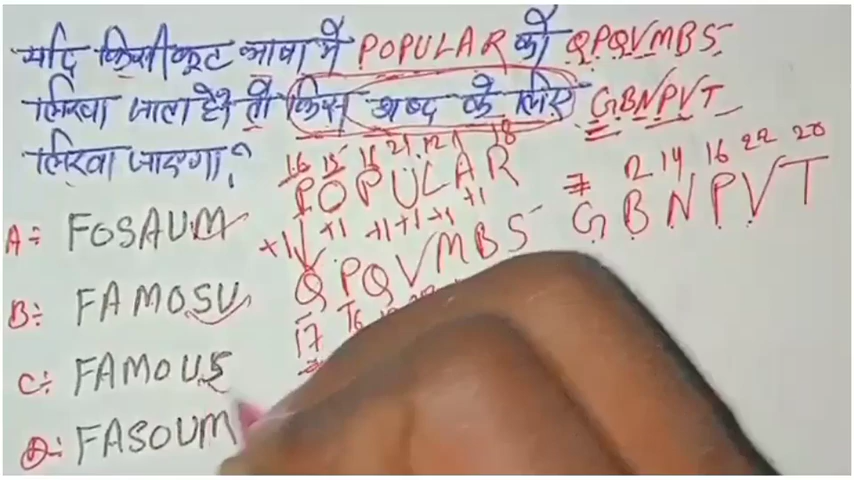 यदि किसी कूट भाषा में POPULAR को QPQVMBS
लिखा जाता है? तो किस शब्द के लिए GBNPVT
लिखा जाएगा?
16 15 16 21 12 1 18
POPULAR
+1 +1 +1 +1 +1 +1
QPQVMBS
17 16
7 2 14 16 22 20
GBNPVT
A÷ FOSAUM
B÷ FAMOSU
C÷ FAMOUS
D÷ FASOUM